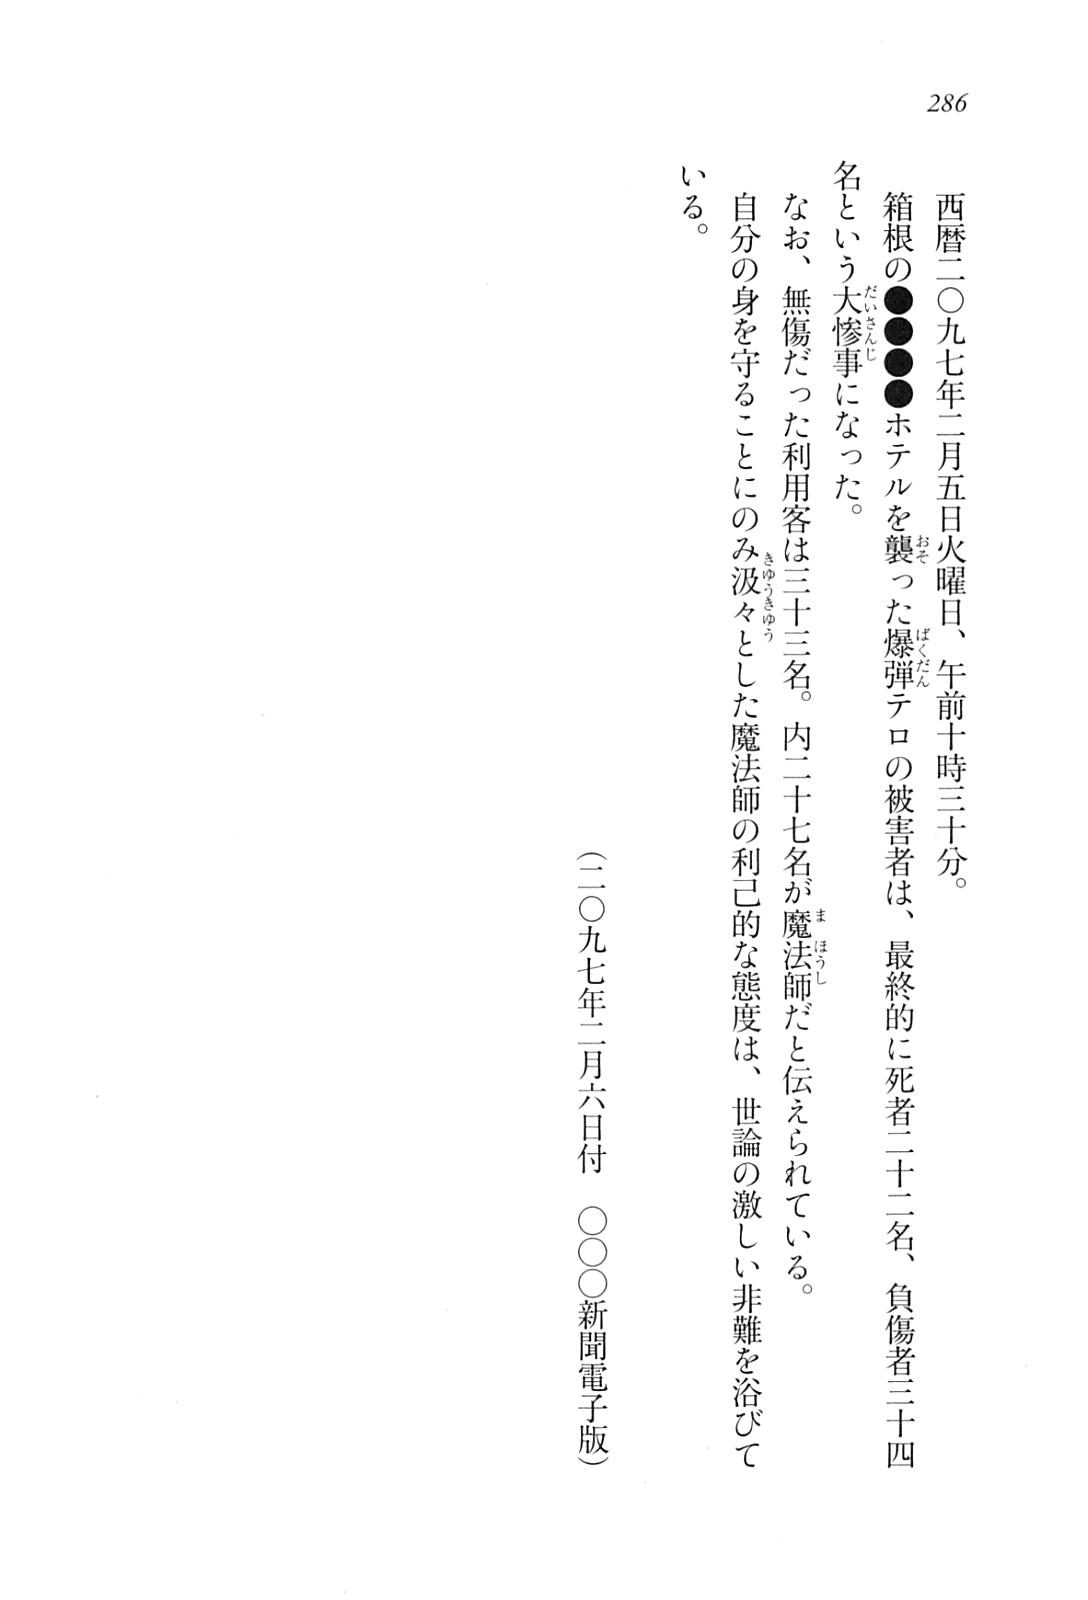 286
西暦二〇九七年二月五日火曜日、午前十時三十分。
箱根の●●●●ホテルを襲った爆弾テロの被害者は、最終的に死者二十二名、負傷者三十四
名という大惨事になった。
なお、無傷だった利用客は三十三名。内二十七名が魔法師だと伝えられている。
自分の身を守ることにのみ汲々とした魔法師の利己的な態度は、世論の激しい非難を浴びて
いる。
（二〇九七年二月六日付　〇〇〇新聞電子版）